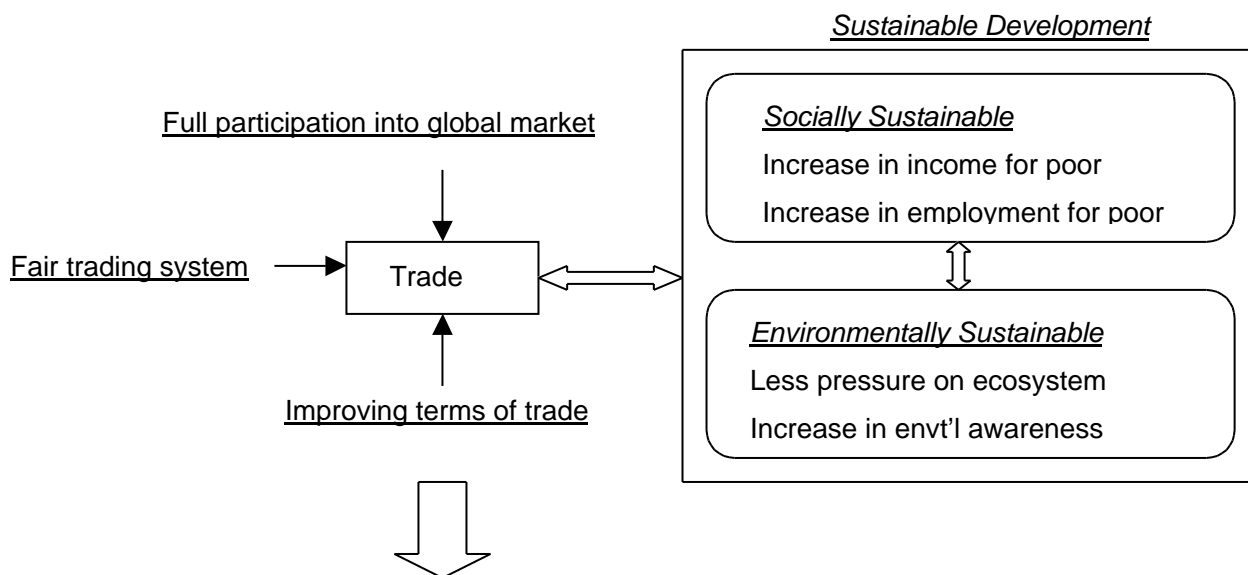 Sustainable Development
Full participation into global market
Socially Sustainable
Increase in income for poor
Increase in employment for poor
Fair trading system
Trade
Environmentally Sustainable
Less pressure on ecosystem
Increase in envt’l awareness
Improving terms of trade